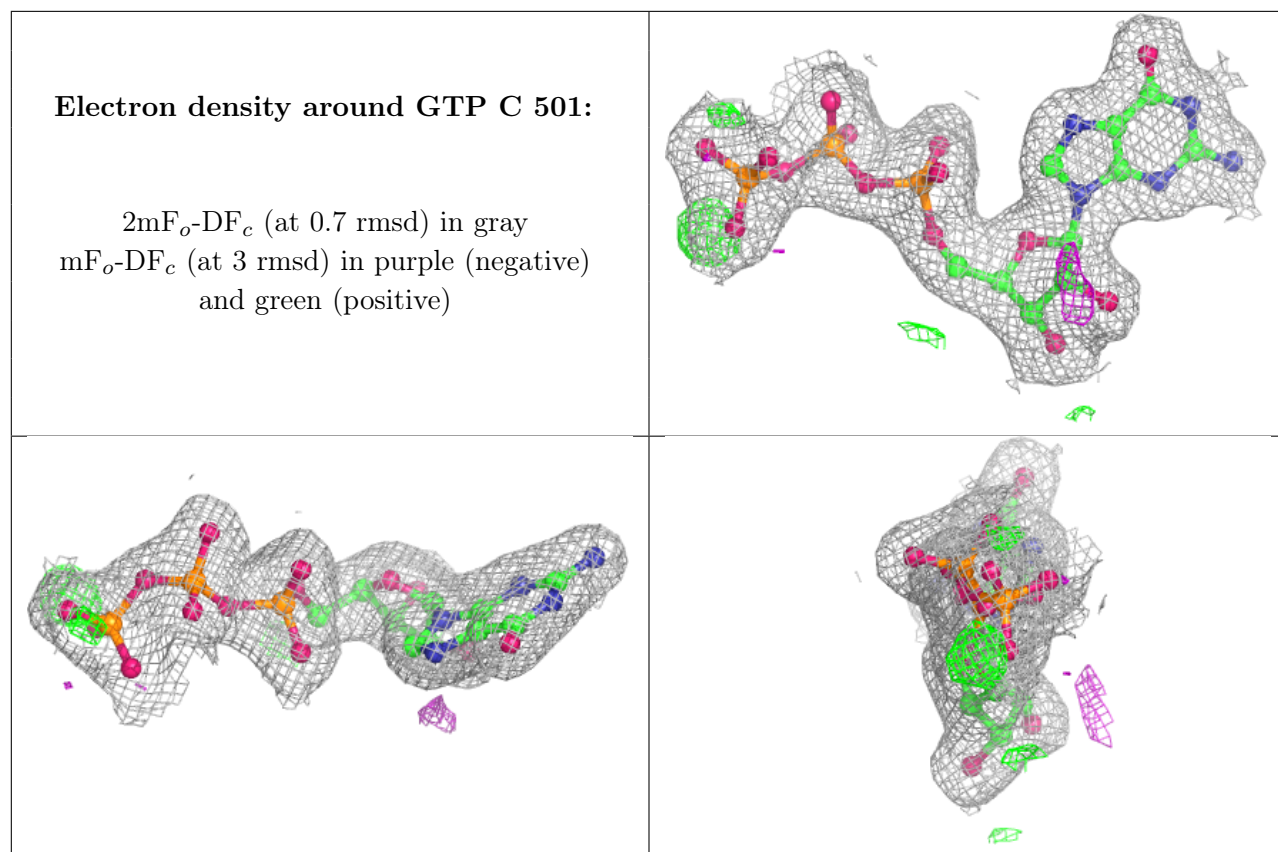 Electron density around GTP C 501:
2mFo-DFc (at 0.7 rmsd) in gray
mFo-DFc (at 3 rmsd) in purple (negative)
and green (positive)